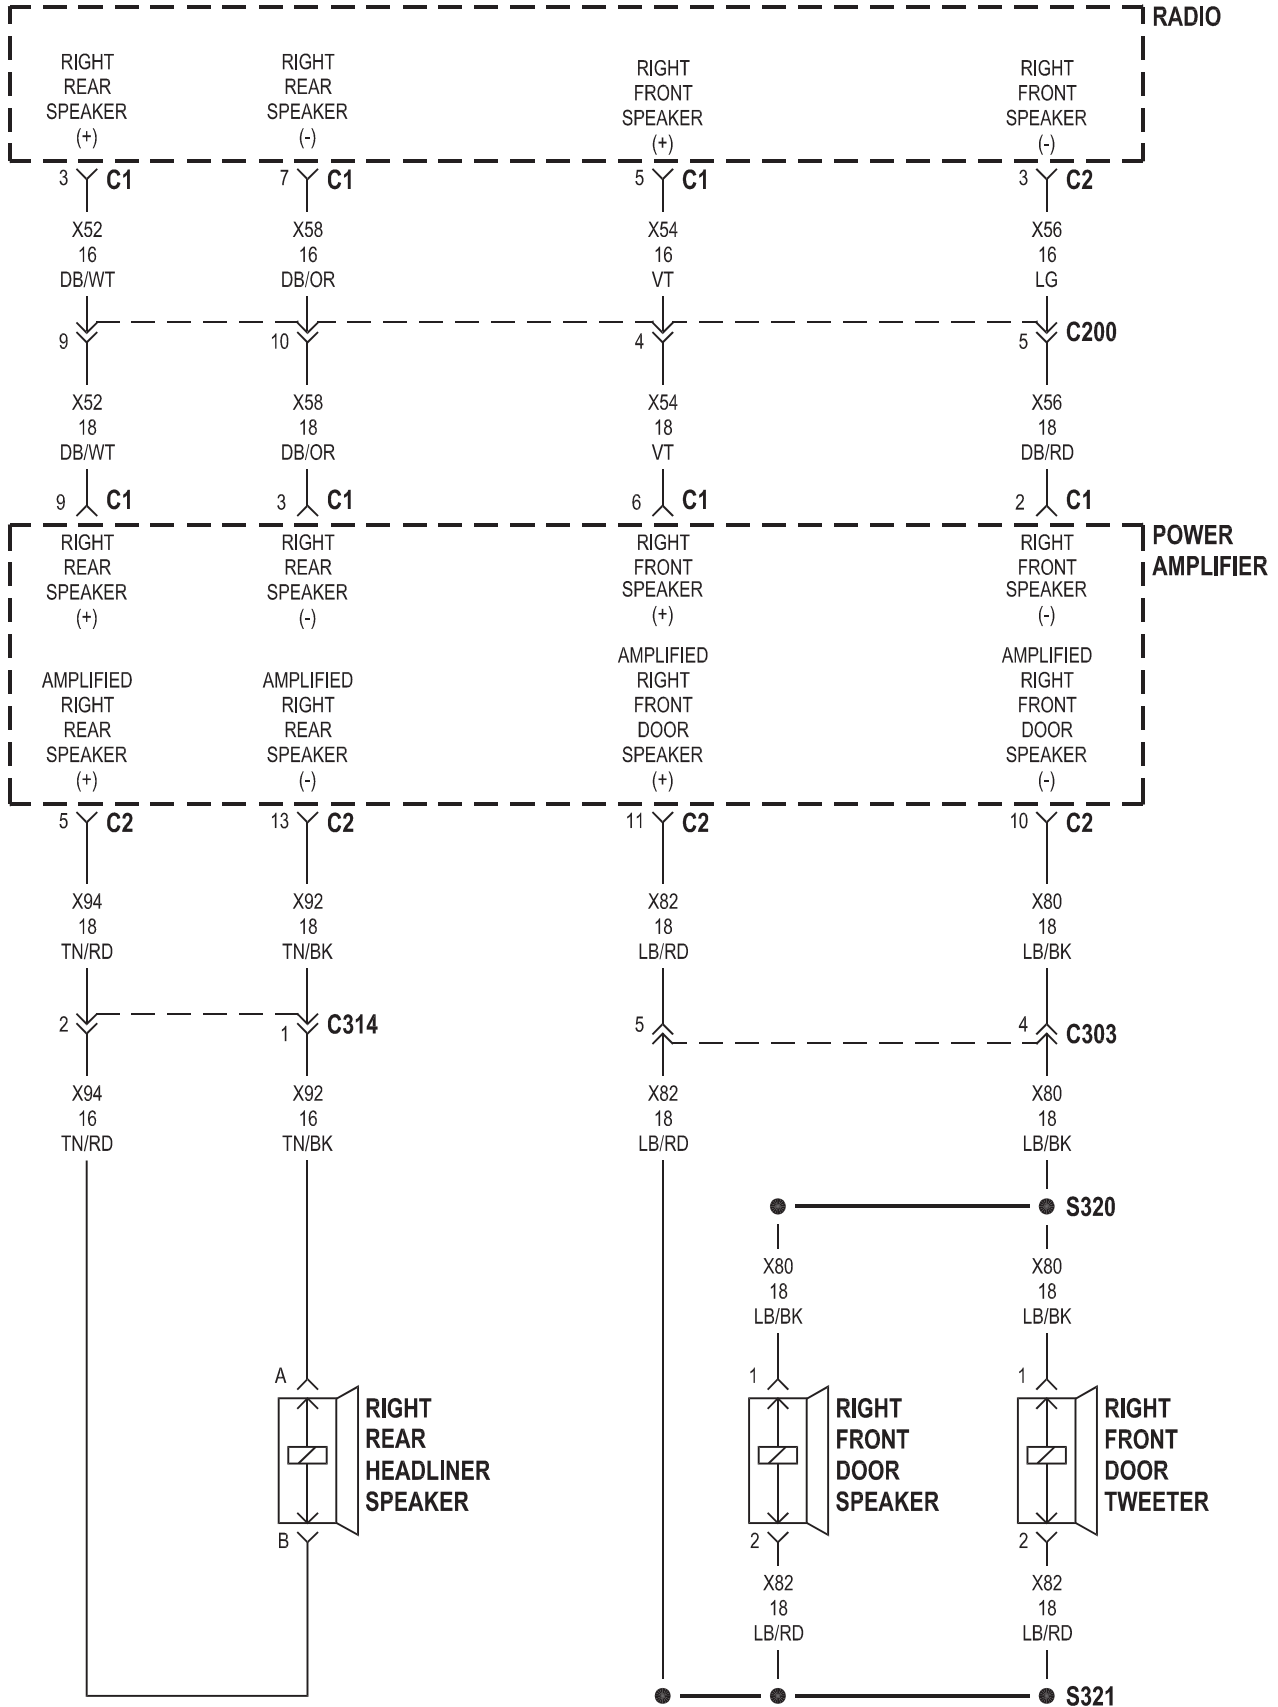 RADIO
RIGHT REAR SPEAKER (+)
RIGHT REAR SPEAKER (-)
RIGHT FRONT SPEAKER (+)
RIGHT FRONT SPEAKER (-)
3 C1 7 C1 5 C1 3 C2
X52 X58 X54 X56
16 16 16 16
DB/WT DB/OR VT LG
9 10 4 5 C200
X52 X58 X54 X56
18 18 18 18
DB/WT DB/OR VT DB/RD
9 C1 3 C1 6 C1 2 C1
POWER
AMPLIFIER
RIGHT REAR SPEAKER (+)
RIGHT REAR SPEAKER (-)
RIGHT FRONT SPEAKER (+)
RIGHT FRONT SPEAKER (-)
AMPLIFIED RIGHT REAR SPEAKER (+)
AMPLIFIED RIGHT REAR SPEAKER (-)
AMPLIFIED RIGHT FRONT DOOR SPEAKER (+)
AMPLIFIED RIGHT FRONT DOOR SPEAKER (-)
5 C2 13 C2 11 C2 10 C2
X94 X92 X82 X80
18 18 18 18
TN/RD TN/BK LB/RD LB/BK
2 1 C314 5 4 C303
X94 X92 X82 X80
16 16 18 18
TN/RD TN/BK LB/RD LB/BK
S320
X80 X80
18 18
LB/BK LB/BK
A 1 1
RIGHT RIGHT RIGHT
REAR FRONT FRONT
HEADLINER DOOR DOOR
SPEAKER SPEAKER TWEETER
B 2 2
X82 X82
18 18
LB/RD LB/RD
S321